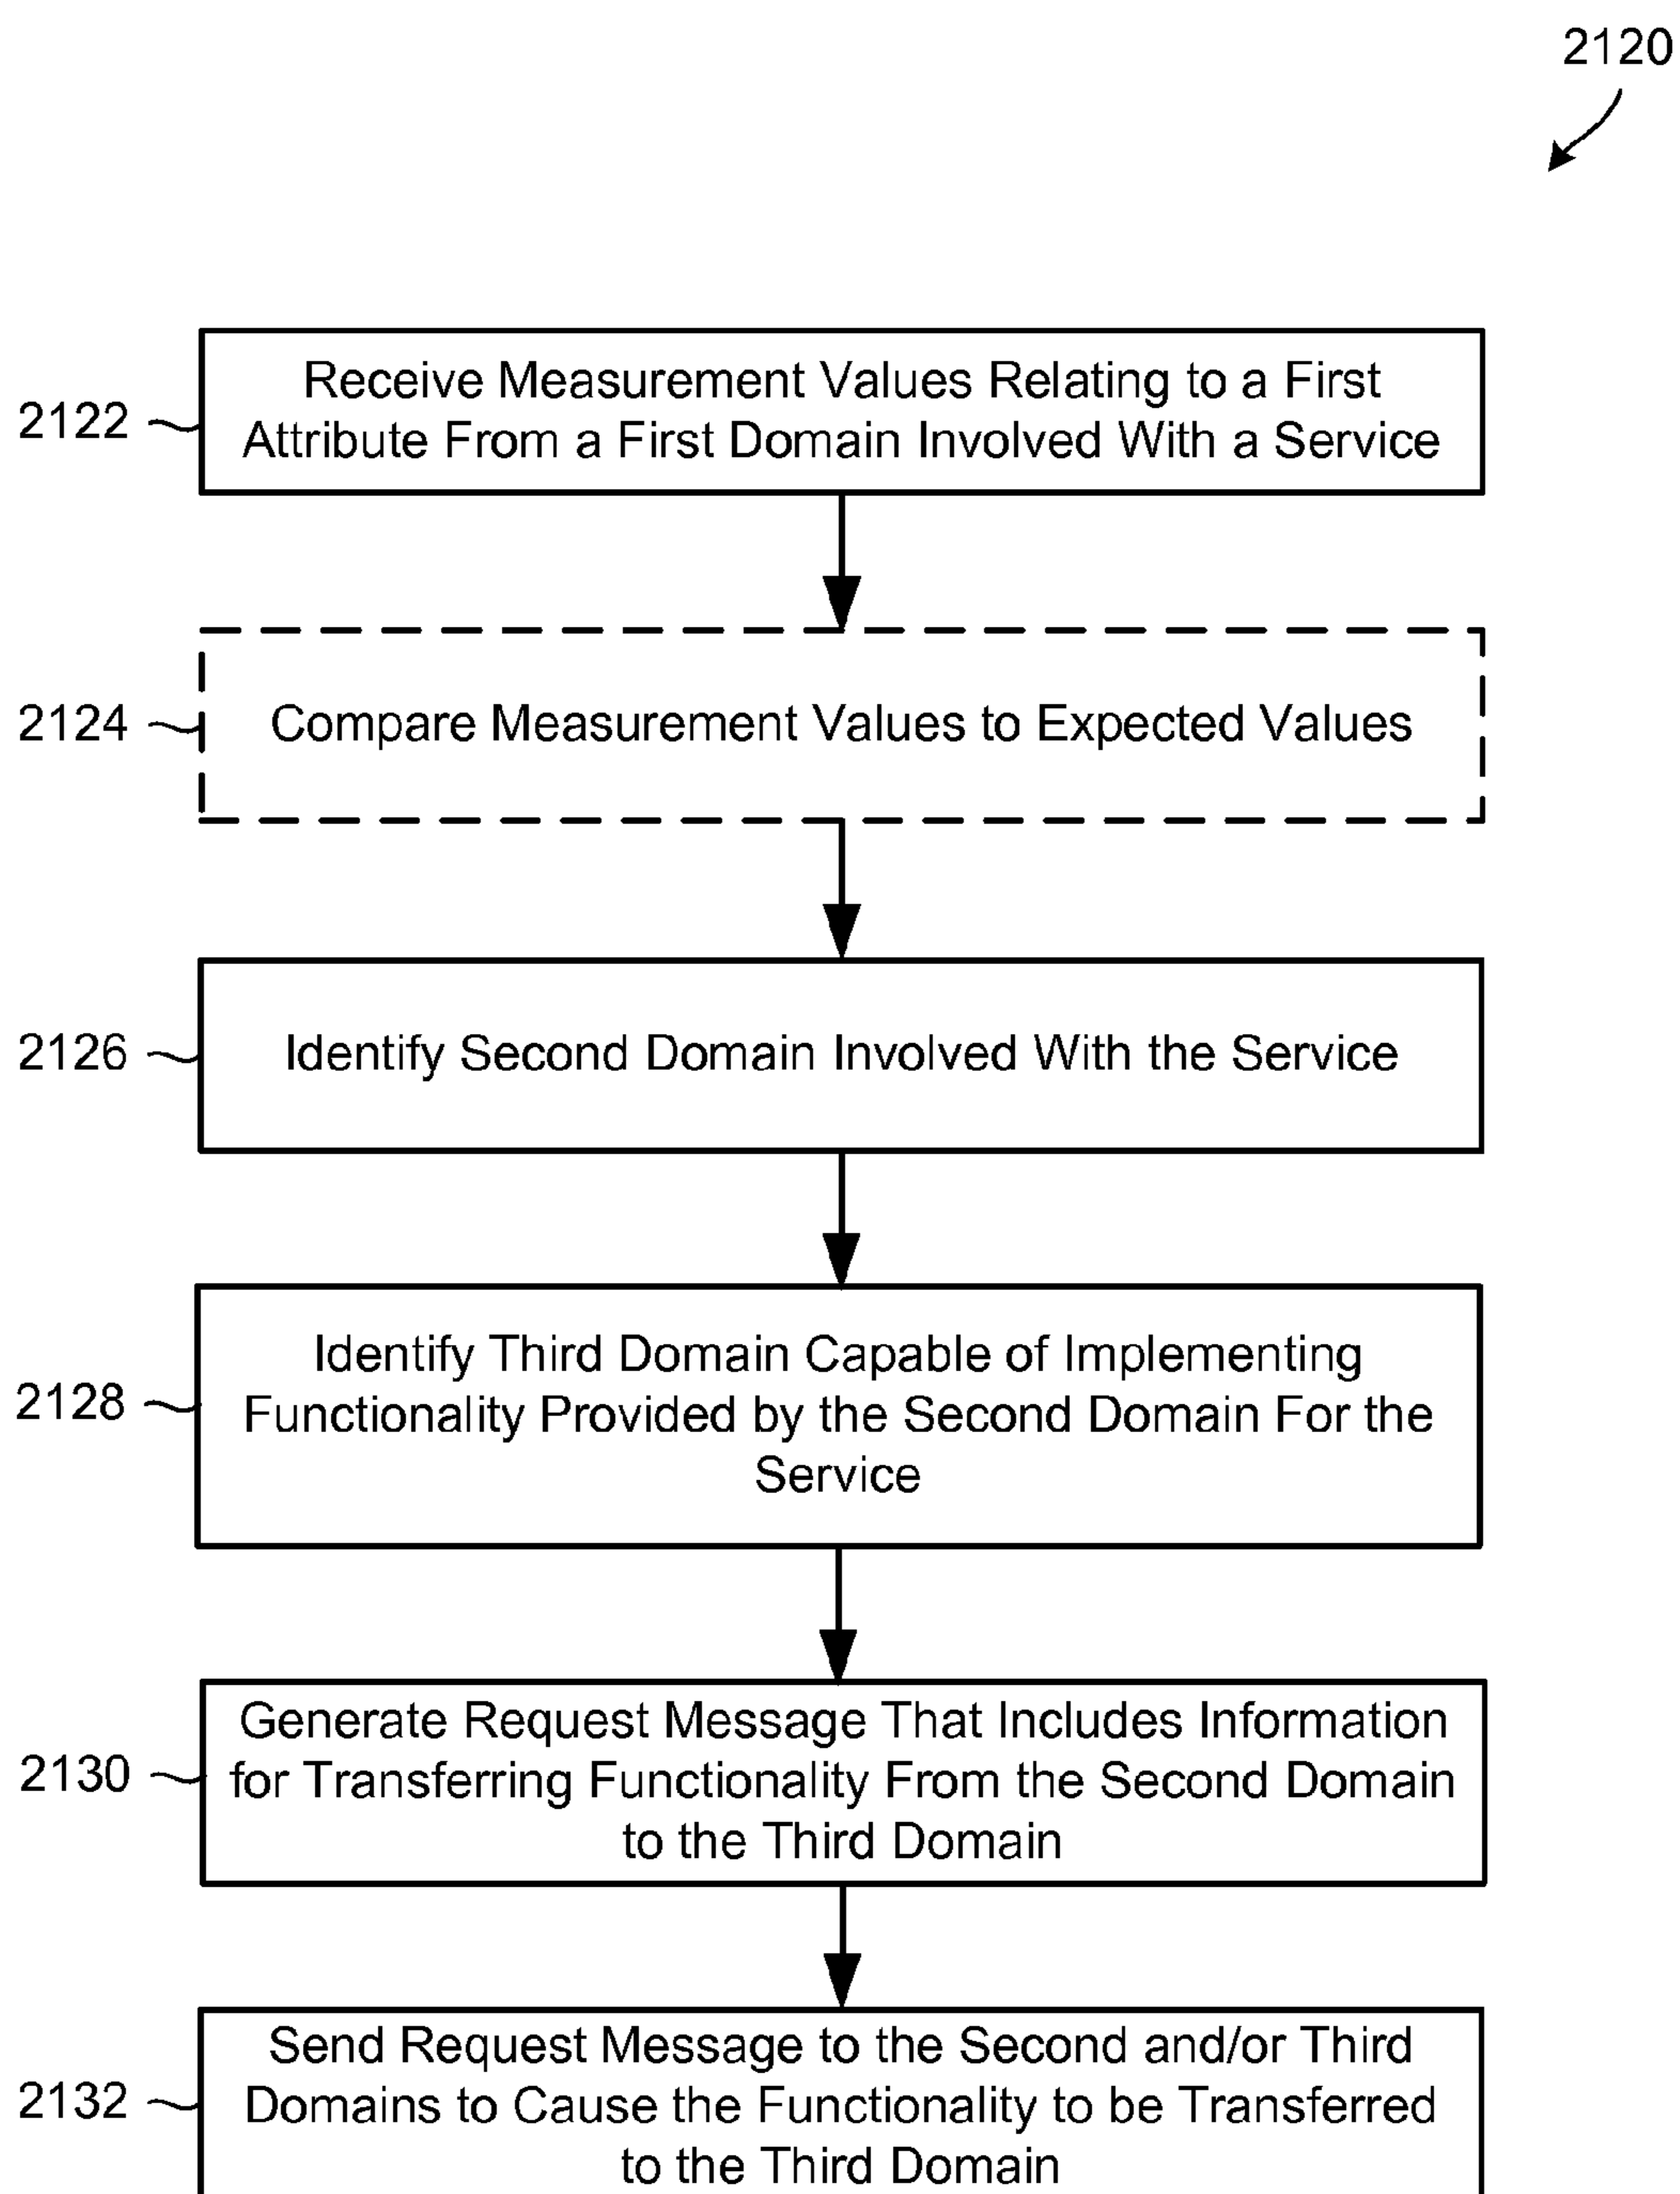 2120
2122
Receive Measurement Values Relating to a First
Attribute From a First Domain Involved With a Service
2124
Compare Measurement Values to Expected Values
2126
Identify Second Domain Involved With the Service
2128
Identify Third Domain Capable of Implementing
Functionality Provided by the Second Domain For the
Service
2130
Generate Request Message That Includes Information
for Transferring Functionality From the Second Domain
to the Third Domain
2132
Send Request Message to the Second and/or Third
Domains to Cause the Functionality to be Transferred
to the Third Domain